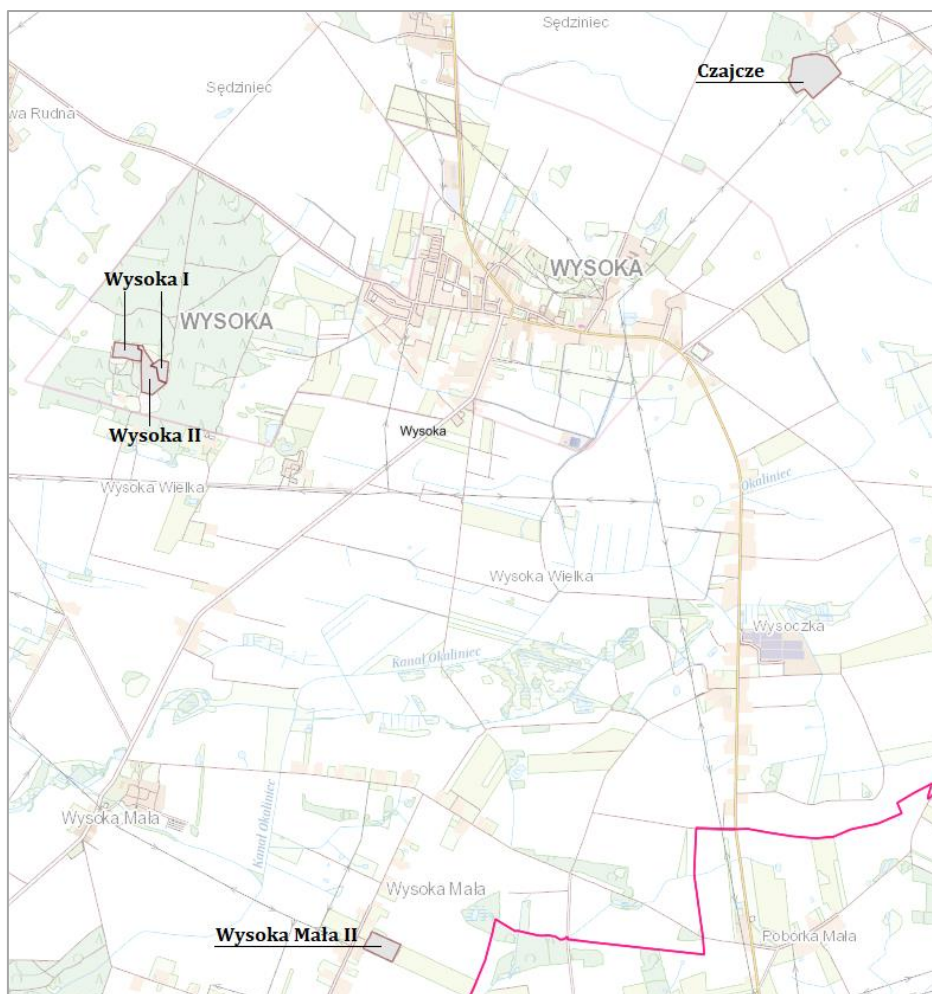 Sędziniec
Sędziniec
Czajcze
wa Rudna
WYSOKA
Wysoka I
WYSOKA
Wysoka II
Wysoka
Wysoka Wielka
Okaliniec
Wysoka Wielka
Wysoczka
Kanał Okaliniec
Kanał Okaliniec
Wysoka Mała
Wysoka Mała
Wysoka Mała II
Pobórka Mała